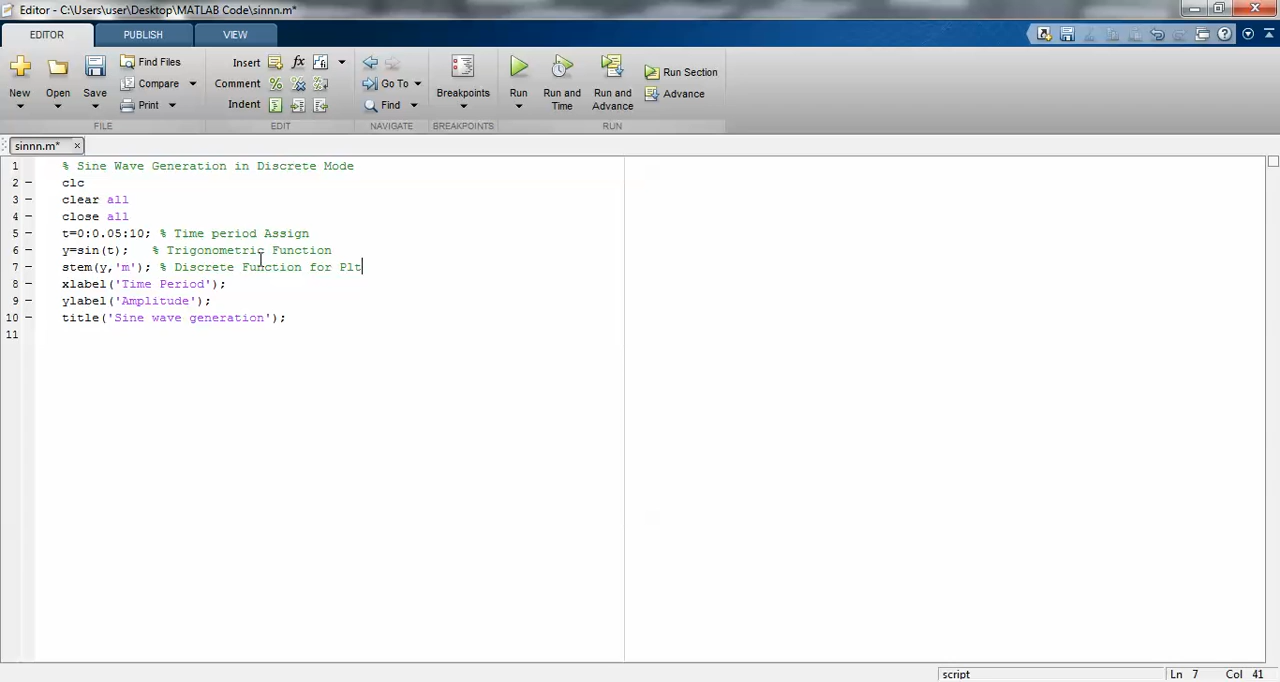 Editor - C:\Users\user\Desktop\MATLAB Code\sinnn.m*
EDITOR PUBLISH VIEW
New Open Save Find Files Compare Print
Insert fx
Comment %
Indent
Go To
Find
Breakpoints
Run
Run and Time
Run and Advance
Run Section
Advance
FILE EDIT NAVIGATE BREAKPOINTS RUN
sinnn.m* ×
1 % Sine Wave Generation in Discrete Mode
2 – clc
3 – clear all
4 – close all
5 – t=0:0.05:10; % Time period Assign
6 – y=sin(t); % Trigonometric Function
7 – stem(y,'m'); % Discrete Function for Plt
8 – xlabel('Time Period');
9 – ylabel('Amplitude');
10 – title('Sine wave generation');
11
script Ln 7 Col 41